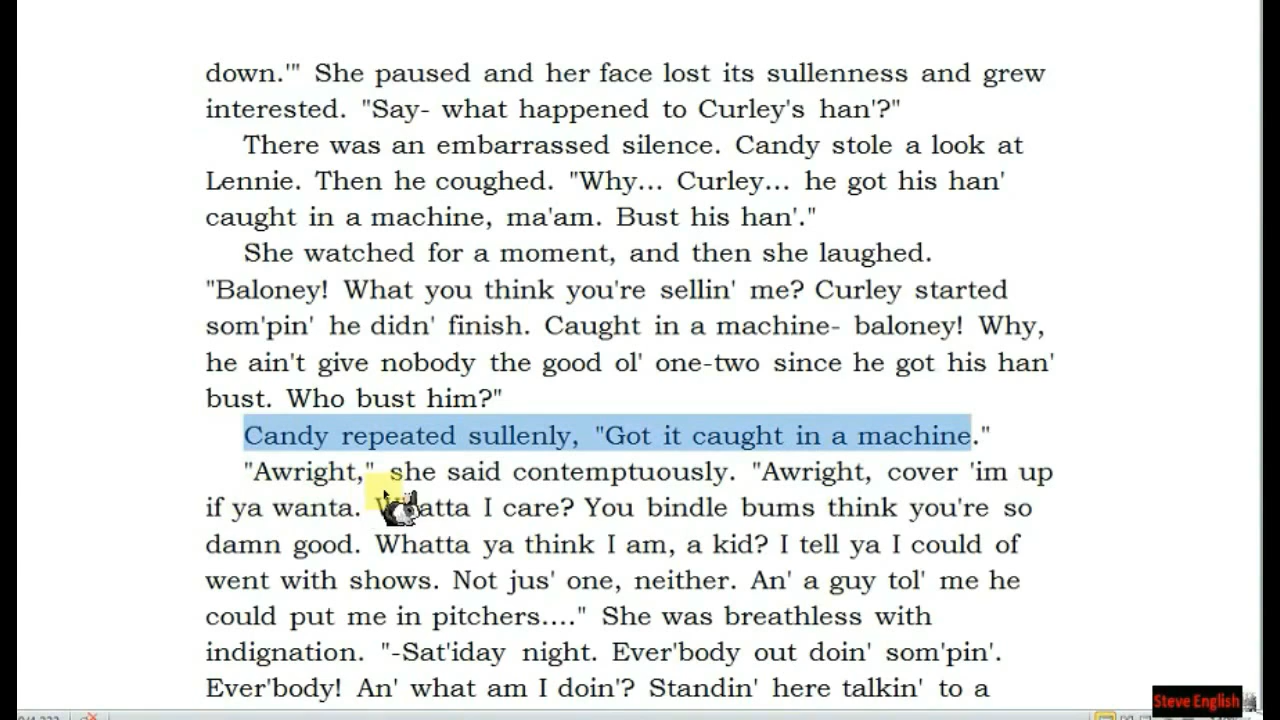 down.'" She paused and her face lost its sullenness and grew
interested. "Say- what happened to Curley's han'?"
There was an embarrassed silence. Candy stole a look at
Lennie. Then he coughed. "Why... Curley... he got his han'
caught in a machine, ma'am. Bust his han'."
She watched for a moment, and then she laughed.
"Baloney! What you think you're sellin' me? Curley started
som'pin' he didn' finish. Caught in a machine- baloney! Why,
he ain't give nobody the good ol' one-two since he got his han'
bust. Who bust him?"
Candy repeated sullenly, "Got it caught in a machine."
"Awright," she said contemptuously. "Awright, cover 'im up
if ya wanta. Whatta I care? You bindle bums think you're so
damn good. Whatta ya think I am, a kid? I tell ya I could of
went with shows. Not jus' one, neither. An' a guy tol' me he
could put me in pitchers...." She was breathless with
indignation. "-Sat'iday night. Ever'body out doin' som'pin'.
Ever'body! An' what am I doin'? Standin' here talkin' to a
Steve English